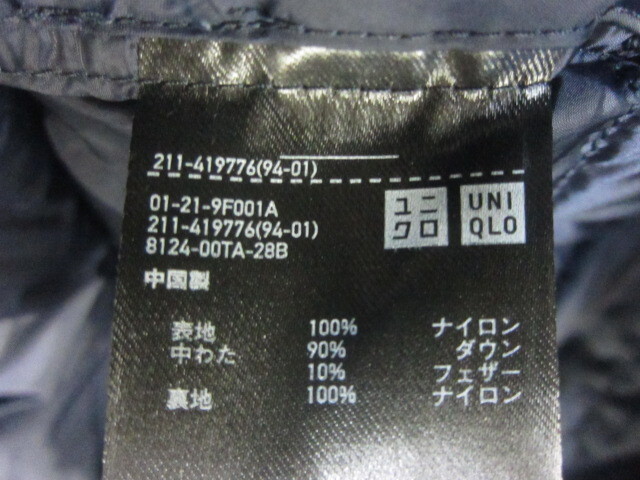 211-419776(94-01)
01-21-9F001A
211-419776(94-01)
8124-00TA-28B
ユニ
クロ
UNI
QLO
中国製
表地 100% ナイロン
中わた 90% ダウン
10% フェザー
裏地 100% ナイロン